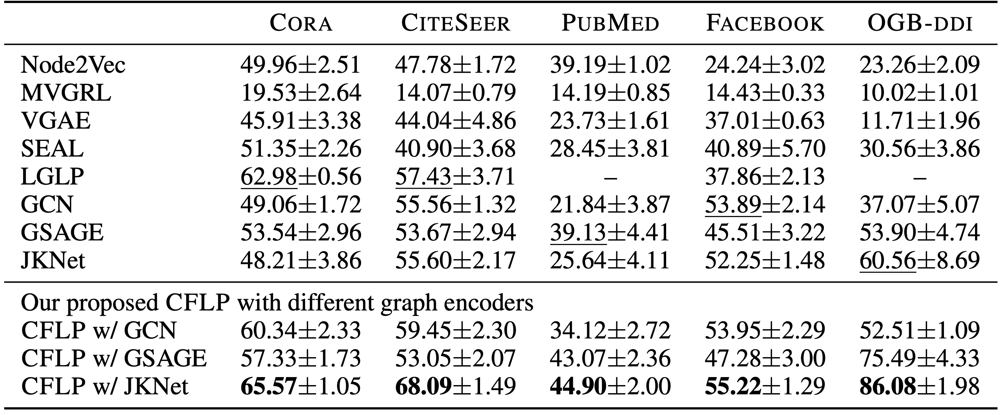 CORA CITESEER PUBMED FACEBOOK OGB-DDI
Node2Vec 49.96±2.51 47.78±1.72 39.19±1.02 24.24±3.02 23.26±2.09
MVGRL 19.53±2.64 14.07±0.79 14.19±0.85 14.43±0.33 10.02±1.01
VGAE 45.91±3.38 44.04±4.86 23.73±1.61 37.01±0.63 11.71±1.96
SEAL 51.35±2.26 40.90±3.68 28.45±3.81 40.89±5.70 30.56±3.86
LGLP 62.98±0.56 57.43±3.71 – 37.86±2.13 –
GCN 49.06±1.72 55.56±1.32 21.84±3.87 53.89±2.14 37.07±5.07
GSAGE 53.54±2.96 53.67±2.94 39.13±4.41 45.51±3.22 53.90±4.74
JKNet 48.21±3.86 55.60±2.17 25.64±4.11 52.25±1.48 60.56±8.69
Our proposed CFLP with different graph encoders
CFLP w/ GCN 60.34±2.33 59.45±2.30 34.12±2.72 53.95±2.29 52.51±1.09
CFLP w/ GSAGE 57.33±1.73 53.05±2.07 43.07±2.36 47.28±3.00 75.49±4.33
CFLP w/ JKNet 65.57±1.05 68.09±1.49 44.90±2.00 55.22±1.29 86.08±1.98